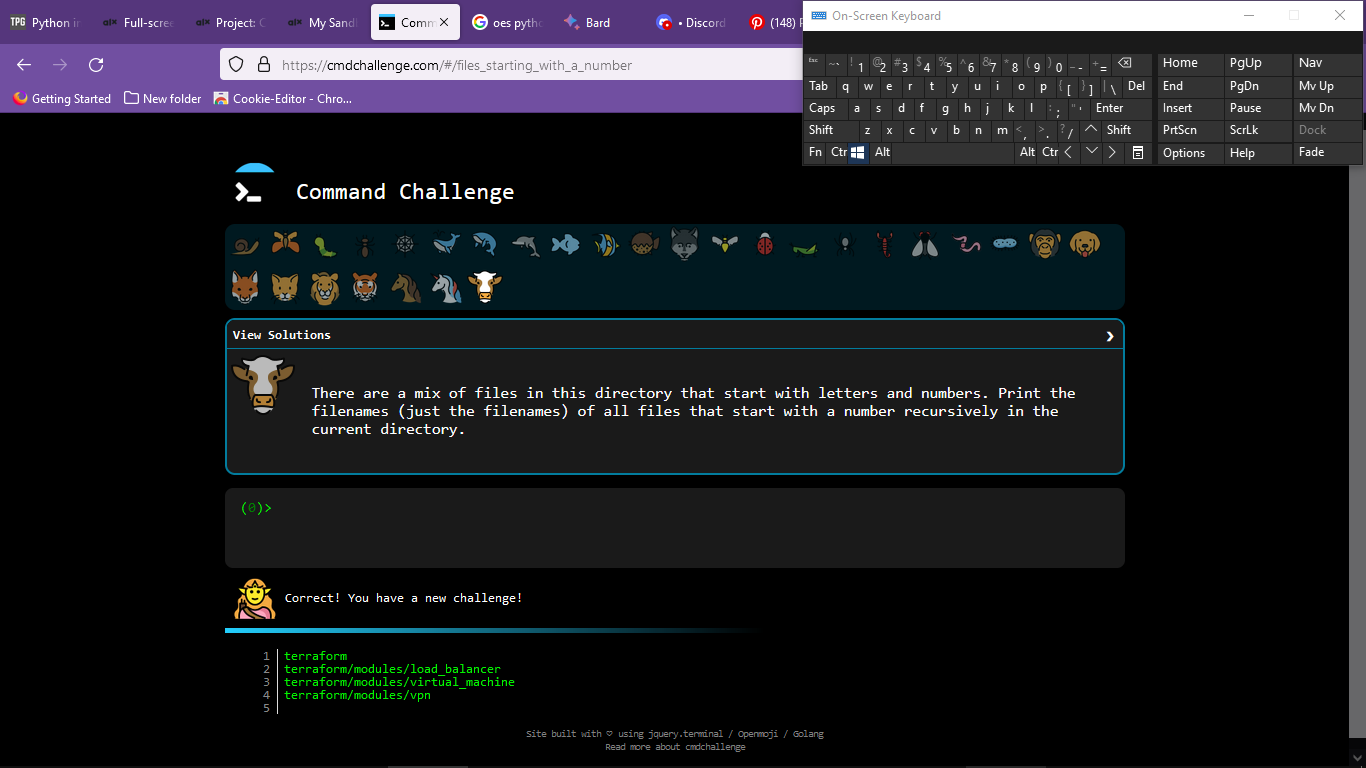 Python in
Full-scree
Project: C
My Sand
Comm
oes pytho
Bard
• Discord
(148) P
On-Screen Keyboard
https://cmdchallenge.com/#/files_starting_with_a_number
Getting Started New folder Cookie-Editor - Chro...
Esc ~ ` ! 1 @ 2 # 3 $ 4 % 5 ^ 6 & 7 * 8 ( 9 ) 0 _ - + = Home PgUp Nav
Tab q w e r t y u i o p { [ } ] | \ Del End PgDn Mv Up
Caps a s d f g h j k l : ; " ' Enter Insert Pause Mv Dn
Shift z x c v b n m < , > . ? / Shift PrtScn ScrLk Dock
Fn Ctr Alt Alt Ctr Options Help Fade
Command Challenge
View Solutions
There are a mix of files in this directory that start with letters and numbers. Print the
filenames (just the filenames) of all files that start with a number recursively in the
current directory.
(0)>
Correct! You have a new challenge!
1 terraform
2 terraform/modules/load_balancer
3 terraform/modules/virtual_machine
4 terraform/modules/vpn
5
Site built with ♡ using jquery.terminal / Openmoji / Golang
Read more about cmdchallenge